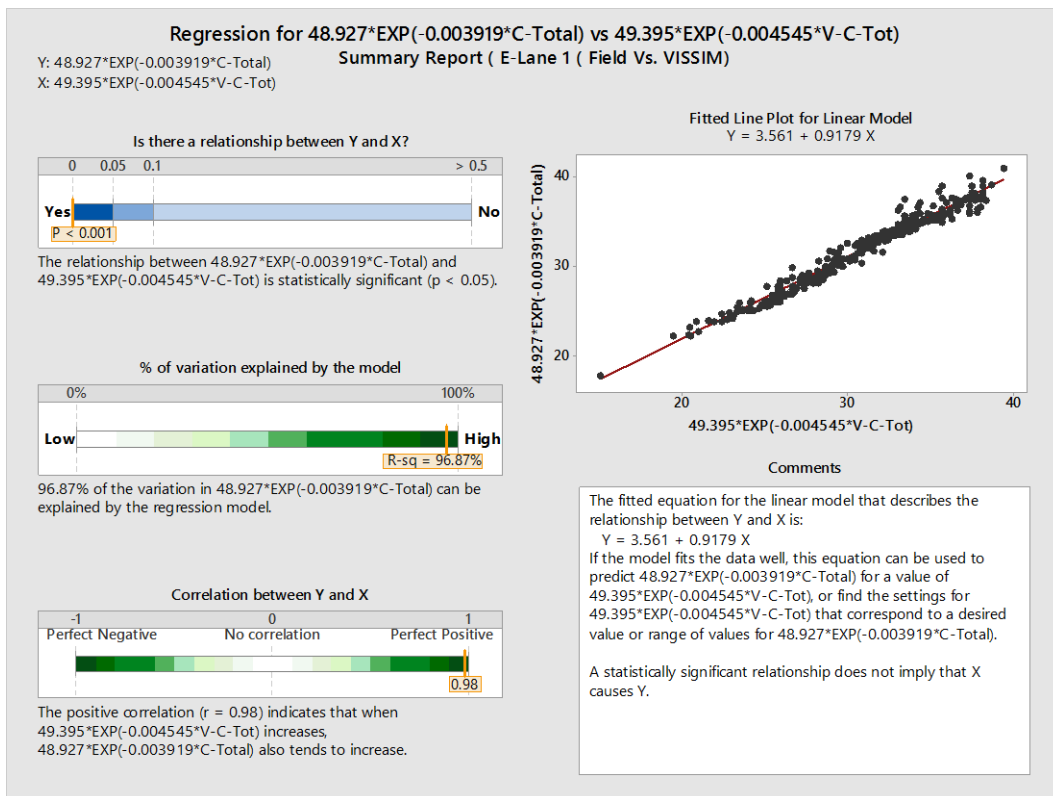 Regression for 48.927*EXP(-0.003919*C-Total) vs 49.395*EXP(-0.004545*V-C-Tot)
Summary Report ( E-Lane 1 ( Field Vs. VISSIM)
Y: 48.927*EXP(-0.003919*C-Total)
X: 49.395*EXP(-0.004545*V-C-Tot)
Is there a relationship between Y and X?
0 0.05 0.1 > 0.5
Yes No
P < 0.001
The relationship between 48.927*EXP(-0.003919*C-Total) and
49.395*EXP(-0.004545*V-C-Tot) is statistically significant (p < 0.05).
% of variation explained by the model
0% 100%
Low High
R-sq = 96.87%
96.87% of the variation in 48.927*EXP(-0.003919*C-Total) can be
explained by the regression model.
Correlation between Y and X
-1 0 1
Perfect Negative No correlation Perfect Positive
0.98
The positive correlation (r = 0.98) indicates that when
49.395*EXP(-0.004545*V-C-Tot) increases,
48.927*EXP(-0.003919*C-Total) also tends to increase.
Fitted Line Plot for Linear Model
Y = 3.561 + 0.9179 X
48.927*EXP(-0.003919*C-Total)
40
30
20
20 30 40
49.395*EXP(-0.004545*V-C-Tot)
Comments
The fitted equation for the linear model that describes the
relationship between Y and X is:
Y = 3.561 + 0.9179 X
If the model fits the data well, this equation can be used to
predict 48.927*EXP(-0.003919*C-Total) for a value of
49.395*EXP(-0.004545*V-C-Tot), or find the settings for
49.395*EXP(-0.004545*V-C-Tot) that correspond to a desired
value or range of values for 48.927*EXP(-0.003919*C-Total).
A statistically significant relationship does not imply that X
causes Y.